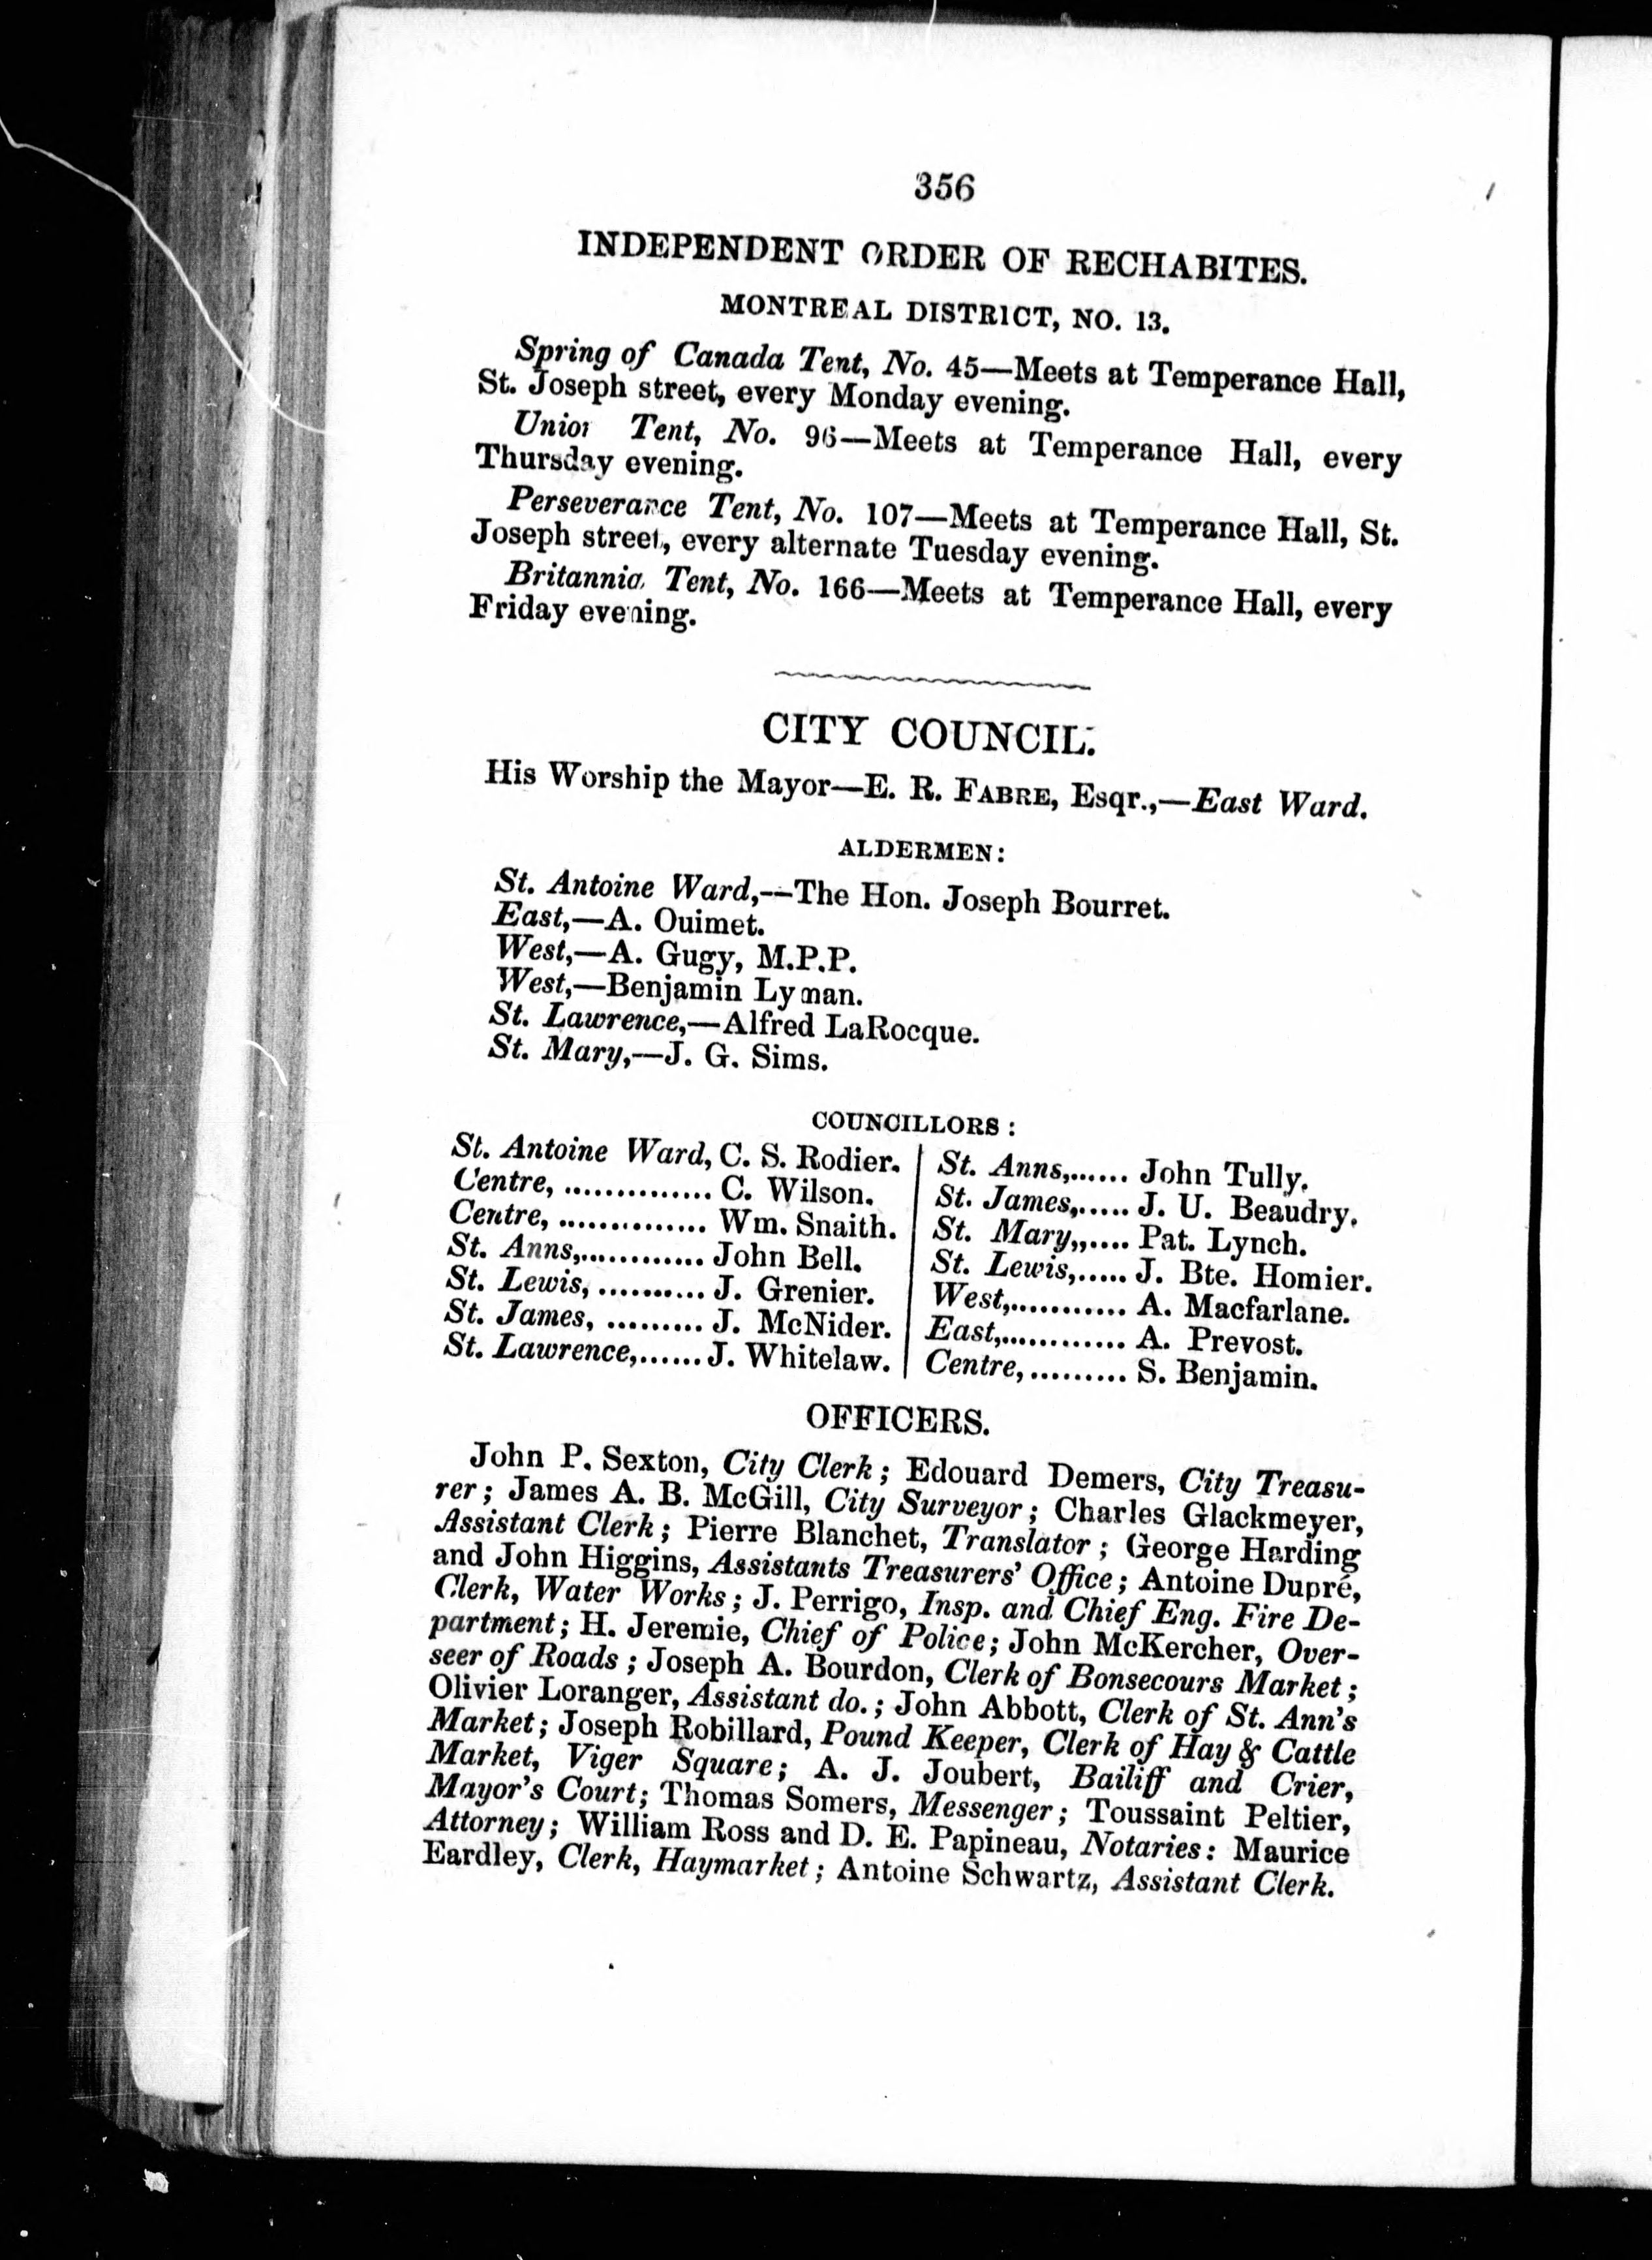 356
INDEPENDENT ORDER OF RECHABITES.
MONTREAL DISTRICT, NO. 13.
Spring of Canada Tent, No. 45—Meets at Temperance Hall,
St. Joseph street, every Monday evening.
Union Tent, No. 96—Meets at Temperance Hall, every
Thursday evening.
Perseverance Tent, No. 107—Meets at Temperance Hall, St.
Joseph street, every alternate Tuesday evening.
Britannia Tent, No. 166—Meets at Temperance Hall, every
Friday evening.
CITY COUNCIL.
His Worship the Mayor—E. R. FABRE, Esqr.,—East Ward.
ALDERMEN:
St. Antoine Ward,—The Hon. Joseph Bourret.
East,—A. Ouimet.
West,—A. Gugy, M.P.P.
West,—Benjamin Lyman.
St. Lawrence,—Alfred LaRocque.
St. Mary,—J. G. Sims.
COUNCILLORS:
St. Antoine Ward, C. S. Rodier.
Centre, .............. C. Wilson.
Centre, .............. Wm. Snaith.
St. Anns,............ John Bell.
St. Lewis, ........... J. Grenier.
St. James, .......... J. McNider.
St. Lawrence,...... J. Whitelaw.
St. Anns,...... John Tully.
St. James,..... J. U. Beaudry.
St. Mary,,.... Pat. Lynch.
St. Lewis,..... J. Bte. Homier.
West,........... A. Macfarlane.
East,............ A. Prevost.
Centre, .......... S. Benjamin.
OFFICERS.
John P. Sexton, City Clerk; Edouard Demers, City Treasu-
rer; James A. B. McGill, City Surveyor; Charles Glackmeyer,
Assistant Clerk; Pierre Blanchet, Translator; George Harding
and John Higgins, Assistants Treasurers' Office; Antoine Dupré,
Clerk, Water Works; J. Perrigo, Insp. and Chief Eng. Fire De-
partment; H. Jeremie, Chief of Police; John McKercher, Over-
seer of Roads; Joseph A. Bourdon, Clerk of Bonsecours Market;
Olivier Loranger, Assistant do.; John Abbott, Clerk of St. Ann's
Market; Joseph Robillard, Pound Keeper, Clerk of Hay & Cattle
Market, Viger Square; A. J. Joubert, Bailiff and Crier,
Mayor's Court; Thomas Somers, Messenger; Toussaint Peltier,
Attorney; William Ross and D. E. Papineau, Notaries: Maurice
Eardley, Clerk, Haymarket; Antoine Schwartz, Assistant Clerk.